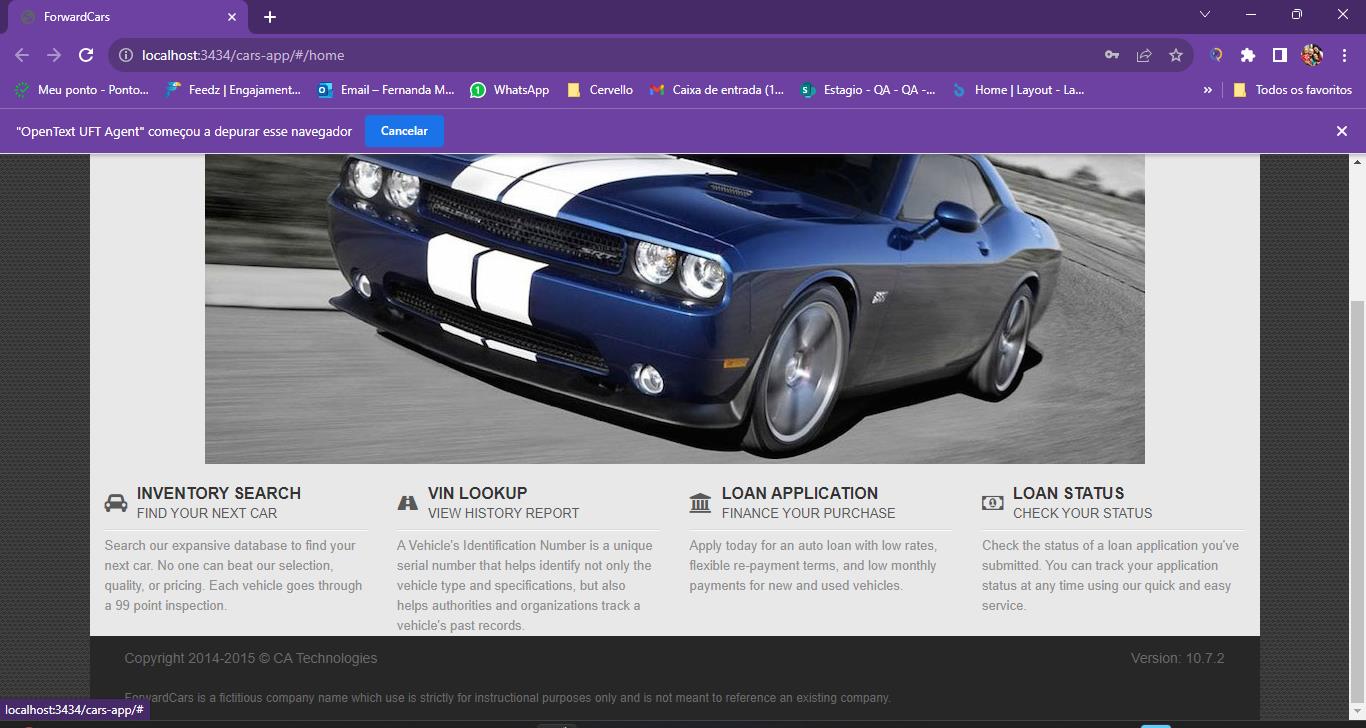 ForwardCars
localhost:3434/cars-app/#/home
Meu ponto - Ponto... Feedz | Engajament... Email – Fernanda M... WhatsApp Cervello Caixa de entrada (1... Estagio - QA - QA -... Home | Layout - La... » Todos os favoritos
"OpenText UFT Agent" começou a depurar esse navegador Cancelar
INVENTORY SEARCH
FIND YOUR NEXT CAR
Search our expansive database to find your
next car. No one can beat our selection,
quality, or pricing. Each vehicle goes through
a 99 point inspection.
VIN LOOKUP
VIEW HISTORY REPORT
A Vehicle's Identification Number is a unique
serial number that helps identify not only the
vehicle type and specifications, but also
helps authorities and organizations track a
vehicle's past records.
LOAN APPLICATION
FINANCE YOUR PURCHASE
Apply today for an auto loan with low rates,
flexible re-payment terms, and low monthly
payments for new and used vehicles.
LOAN STATUS
CHECK YOUR STATUS
Check the status of a loan application you've
submitted. You can track your application
status at any time using our quick and easy
service.
Copyright 2014-2015 © CA Technologies Version: 10.7.2
ForwardCars is a fictitious company name which use is strictly for instructional purposes only and is not meant to reference an existing company.
localhost:3434/cars-app/#